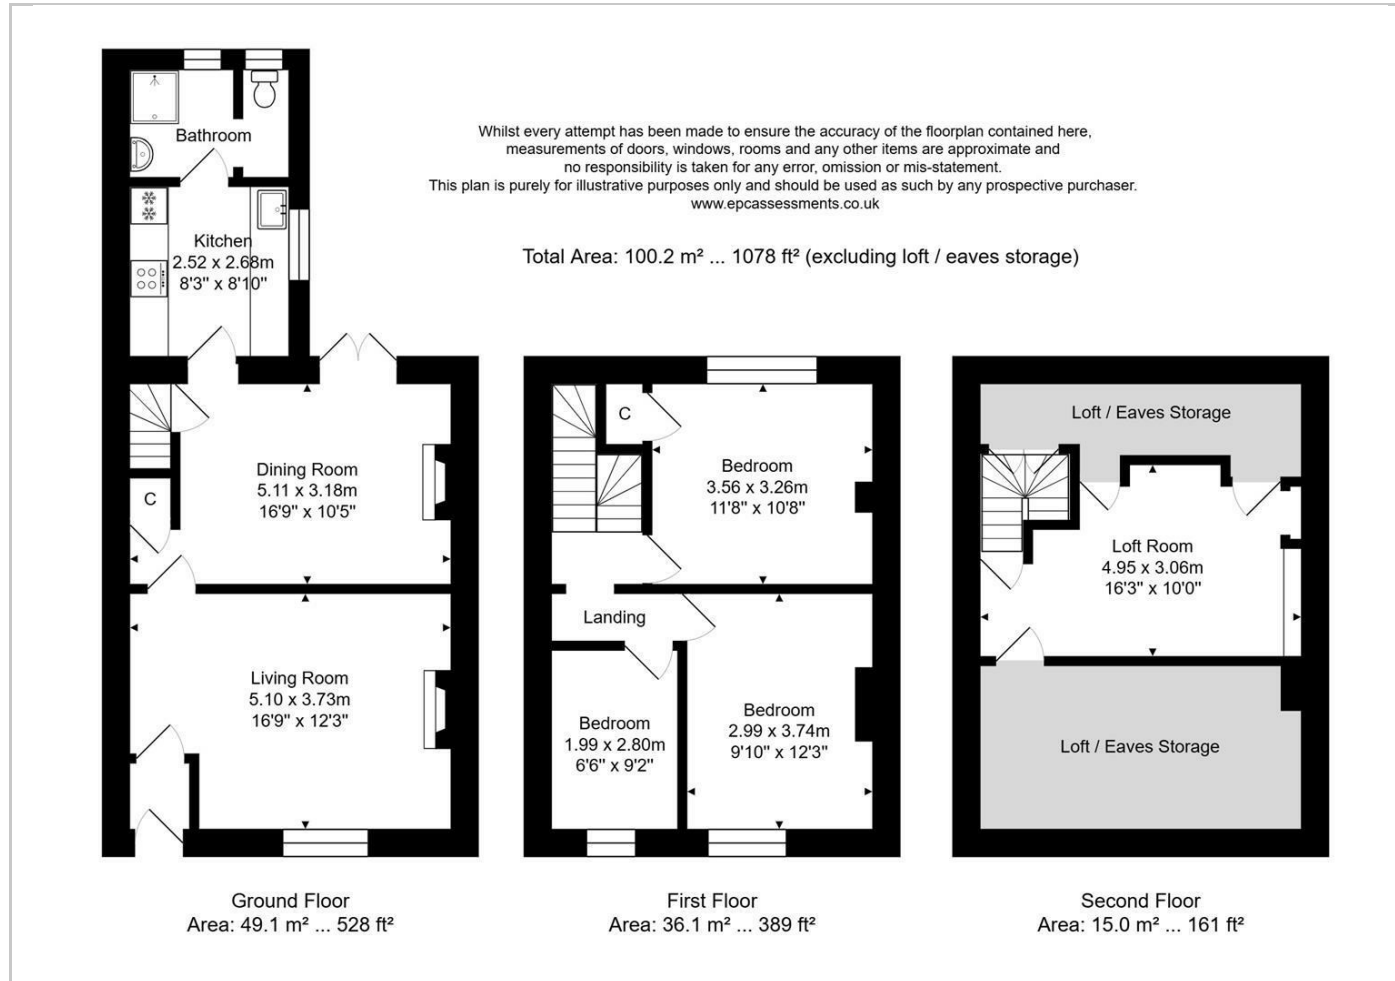 Whilst every attempt has been made to ensure the accuracy of the floorplan contained here,
measurements of doors, windows, rooms and any other items are approximate and
no responsibility is taken for any error, omission or mis-statement.
This plan is purely for illustrative purposes only and should be used as such by any prospective purchaser.
www.epcassessments.co.uk
Total Area: 100.2 m² ... 1078 ft² (excluding loft / eaves storage)
Bathroom
Kitchen
2.52 x 2.68m
8'3" x 8'10"
Dining Room
5.11 x 3.18m
16'9" x 10'5"
C
Living Room
5.10 x 3.73m
16'9" x 12'3"
Ground Floor
Area: 49.1 m² ... 528 ft²
C
Bedroom
3.56 x 3.26m
11'8" x 10'8"
Landing
Bedroom
1.99 x 2.80m
6'6" x 9'2"
Bedroom
2.99 x 3.74m
9'10" x 12'3"
First Floor
Area: 36.1 m² ... 389 ft²
Loft / Eaves Storage
Loft Room
4.95 x 3.06m
16'3" x 10'0"
Loft / Eaves Storage
Second Floor
Area: 15.0 m² ... 161 ft²